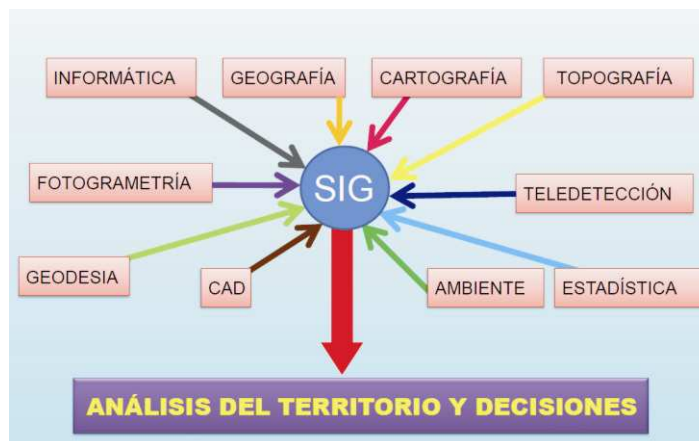 INFORMÁTICA
GEOGRAFÍA
CARTOGRAFÍA
TOPOGRAFÍA
FOTOGRAMETRÍA
SIG
TELEDETECCIÓN
GEODESIA
CAD
AMBIENTE
ESTADÍSTICA
ANÁLISIS DEL TERRITORIO Y DECISIONES